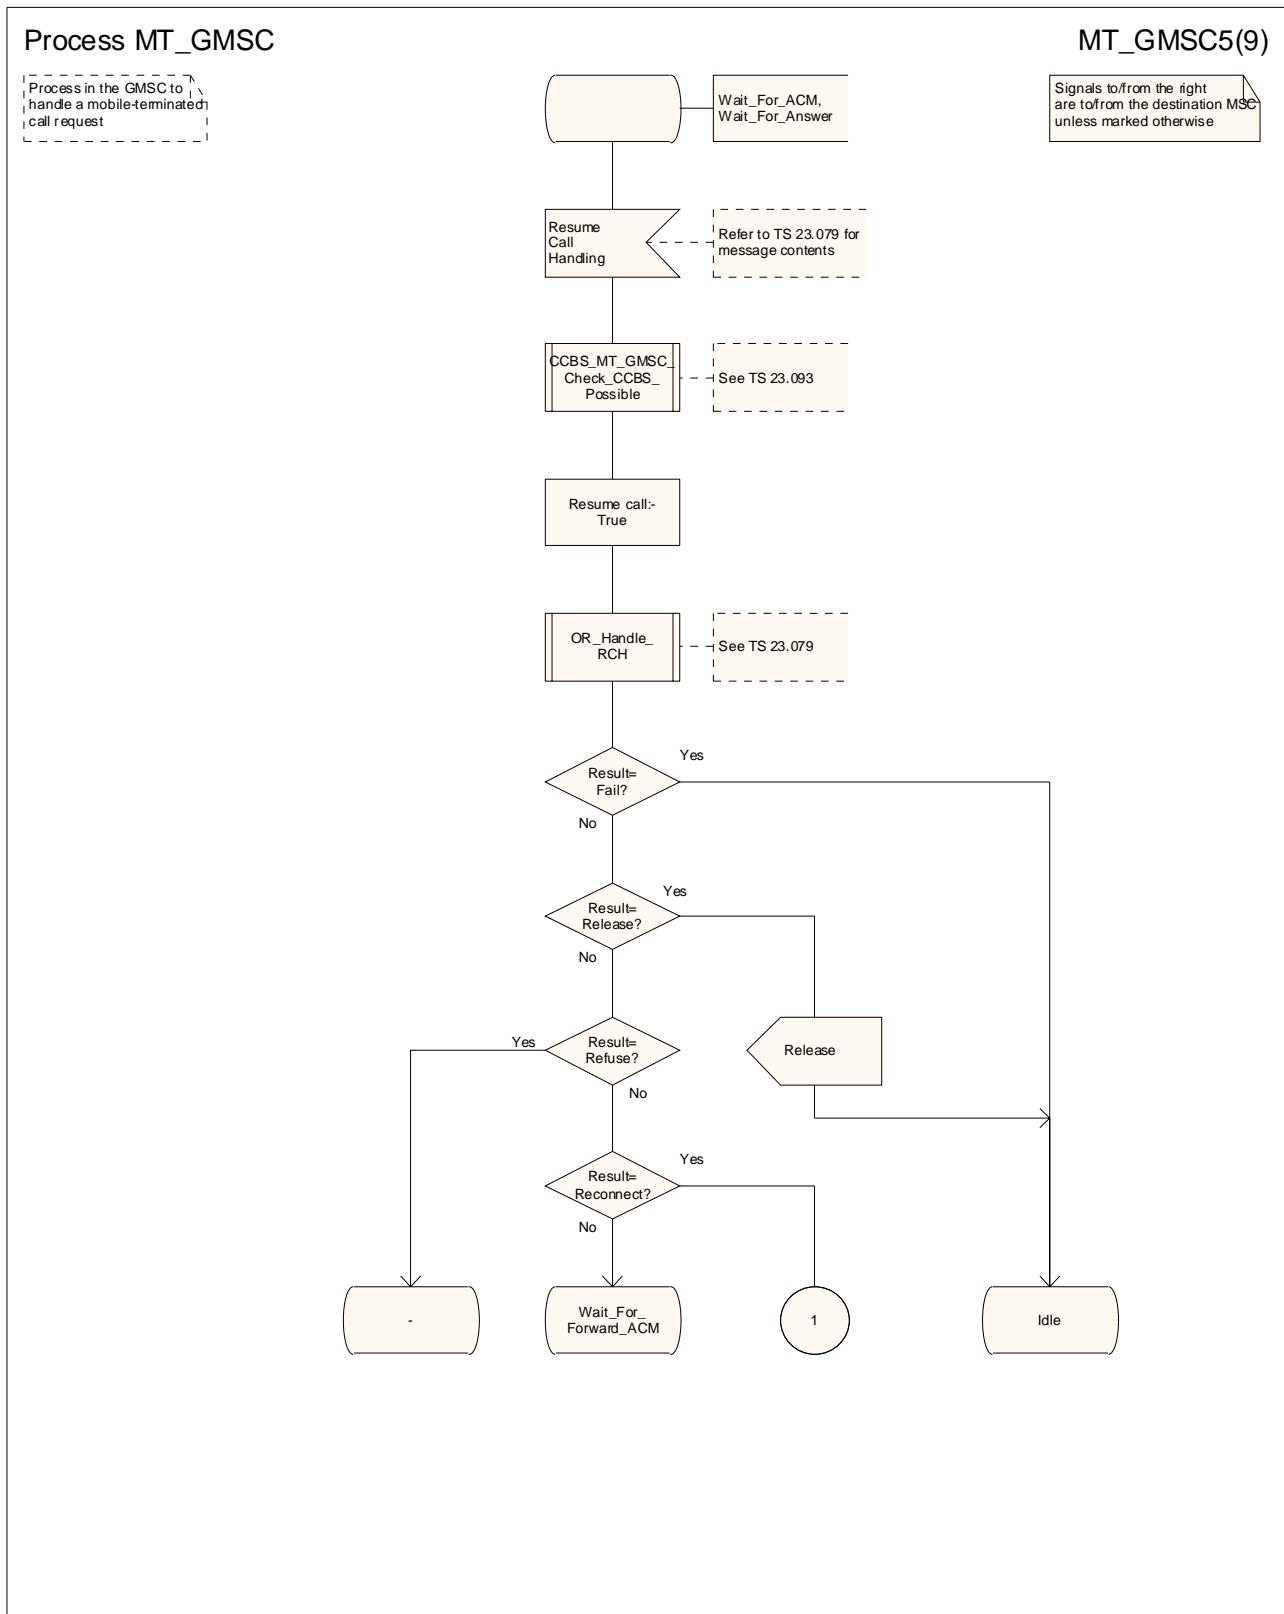 Process MT_GMSC
MT_GMSC5(9)
Process in the GMSC to
handle a mobile-terminated
call request
Wait_For_ACM,
Wait_For_Answer
Signals to/from the right
are to/from the destination MSC
unless marked otherwise
Resume
Call
Handling
Refer to TS 23.079 for
message contents
CCBS_MT_GMSC_
Check_CCBS_
Possible
See TS 23.093
Resume call:-
True
OR_Handle_
RCH
See TS 23.079
Result=
Fail?
Yes
No
Result=
Release?
Yes
No
Yes
Result=
Refuse?
No
Release
Result=
Reconnect?
Yes
No
-
Wait_For_
Forward_ACM
1
Idle